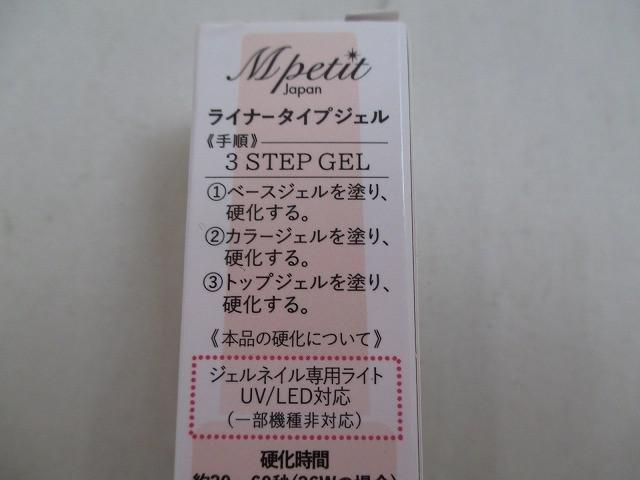 Mpetit
Japan
ライナータイプジェル
《手順》
3 STEP GEL
①ベースジェルを塗り、
硬化する。
②カラージェルを塗り、
硬化する。
③トップジェルを塗り、
硬化する。
《本品の硬化について》
ジェルネイル専用ライト
UV/LED対応
（一部機種非対応）
硬化時間